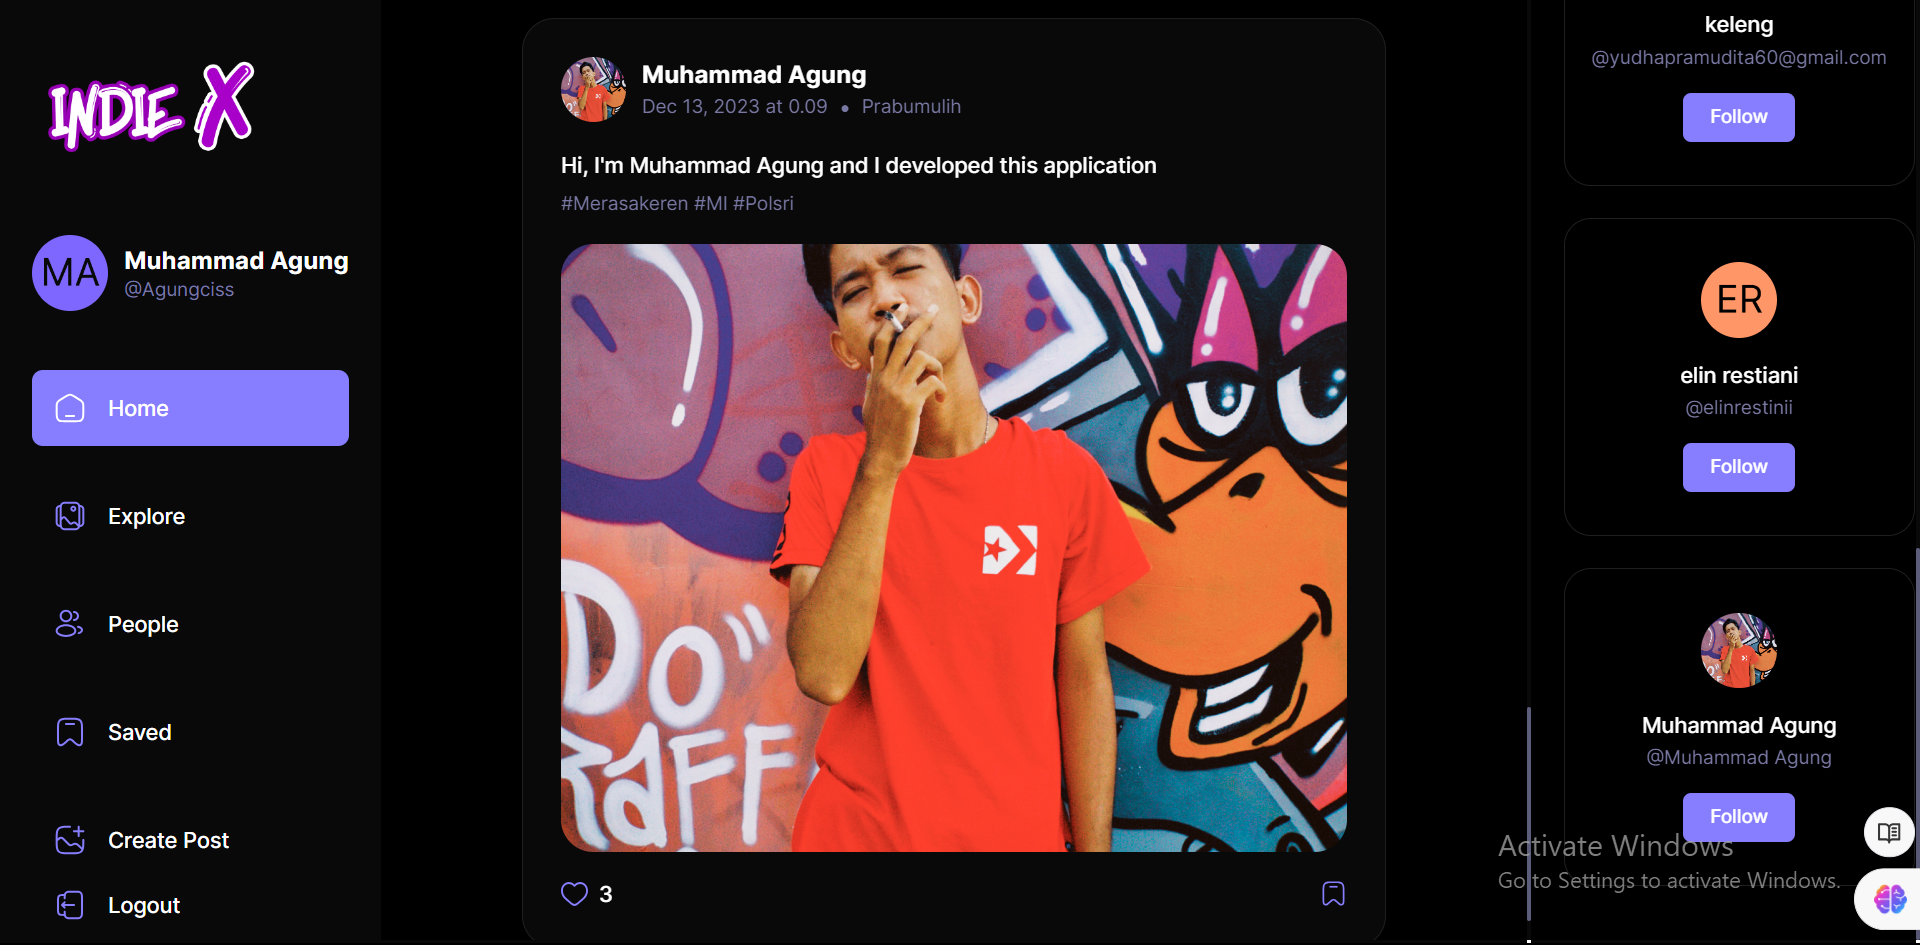 INDIE X
Muhammad Agung
@Agungciss
MA
Home
Explore
People
Saved
Create Post
Logout
Muhammad Agung
Dec 13, 2023 at 0.09 • Prabumulih
Hi, I'm Muhammad Agung and I developed this application
#Merasakeren #MI #Polsri
DO"
RaFF
3
keleng
@yudhapramudita60@gmail.com
Follow
ER
elin restiani
@elinrestinii
Follow
Muhammad Agung
@Muhammad Agung
Follow
Activate Windows
Go to Settings to activate Windows.